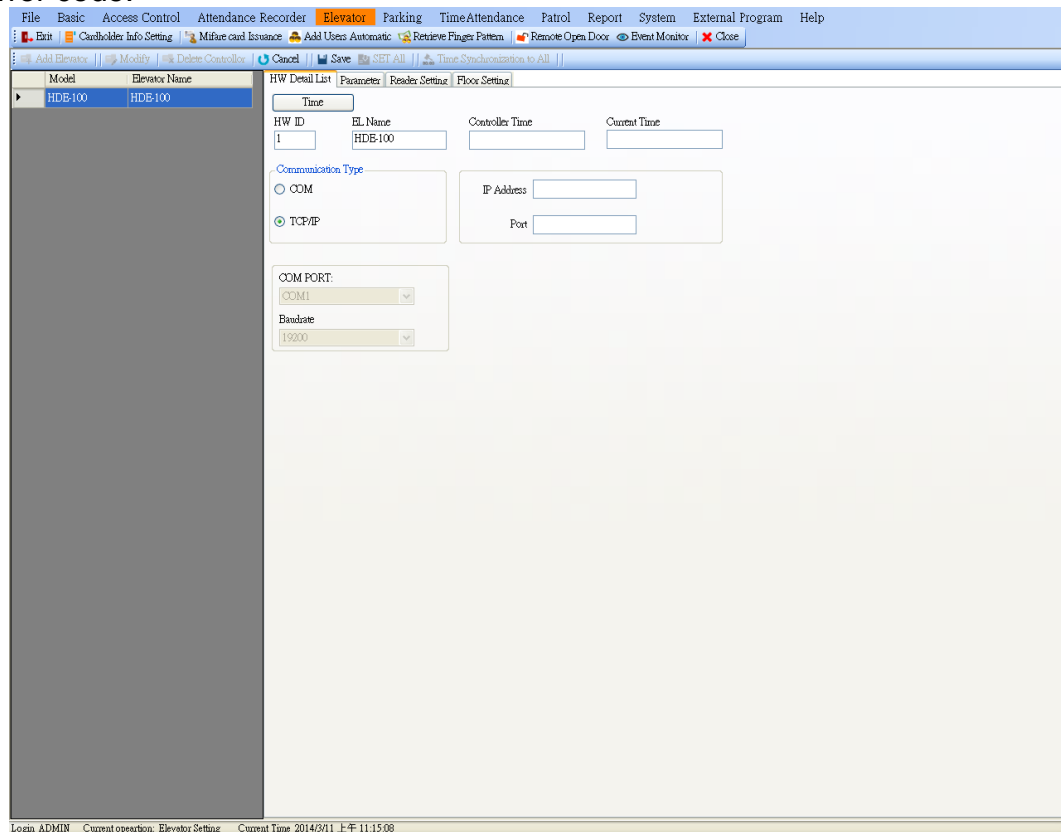 File Basic Access Control Attendance Recorder Elevator Parking TimeAttendance Patrol Report System External Program Help
Exit Cardholder Info Setting Mifare card Issuance Add Users Automatic Retrieve Finger Pattern Remote Open Door Event Monitor Close
Add Elevator Modify Delete Controllor Cancel Save SET All Time Synchronization to All
Model Elevator Name HW Detail List Parameter Reader Setting Floor Setting
HDE-100 HDE-100
Time
HW ID EL Name Controller Time Current Time
1 HDE-100
Communication Type
COM IP Address
TCP/IP Port
COM PORT:
COM1
Baudrate
19200
Login ADMIN Current opeartion: Elevator Setting Current Time 2014/3/11 上午 11:15:08